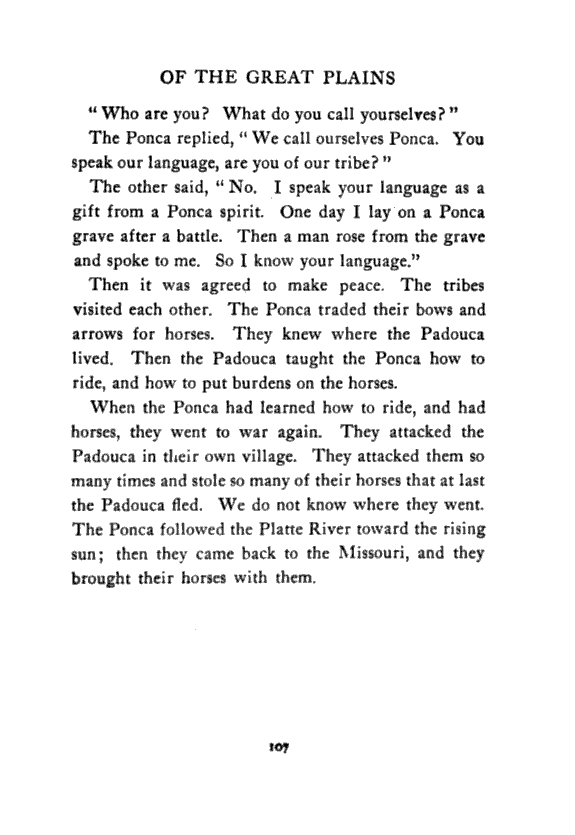 OF THE GREAT PLAINS
“ Who are you? What do you call yourselves? ”
The Ponca replied, “ We call ourselves Ponca. You
speak our language, are you of our tribe? ”
The other said, “ No. I speak your language as a
gift from a Ponca spirit. One day I lay on a Ponca
grave after a battle. Then a man rose from the grave
and spoke to me. So I know your language.”
Then it was agreed to make peace. The tribes
visited each other. The Ponca traded their bows and
arrows for horses. They knew where the Padouca
lived. Then the Padouca taught the Ponca how to
ride, and how to put burdens on the horses.
When the Ponca had learned how to ride, and had
horses, they went to war again. They attacked the
Padouca in their own village. They attacked them so
many times and stole so many of their horses that at last
the Padouca fled. We do not know where they went.
The Ponca followed the Platte River toward the rising
sun; then they came back to the Missouri, and they
brought their horses with them.
107